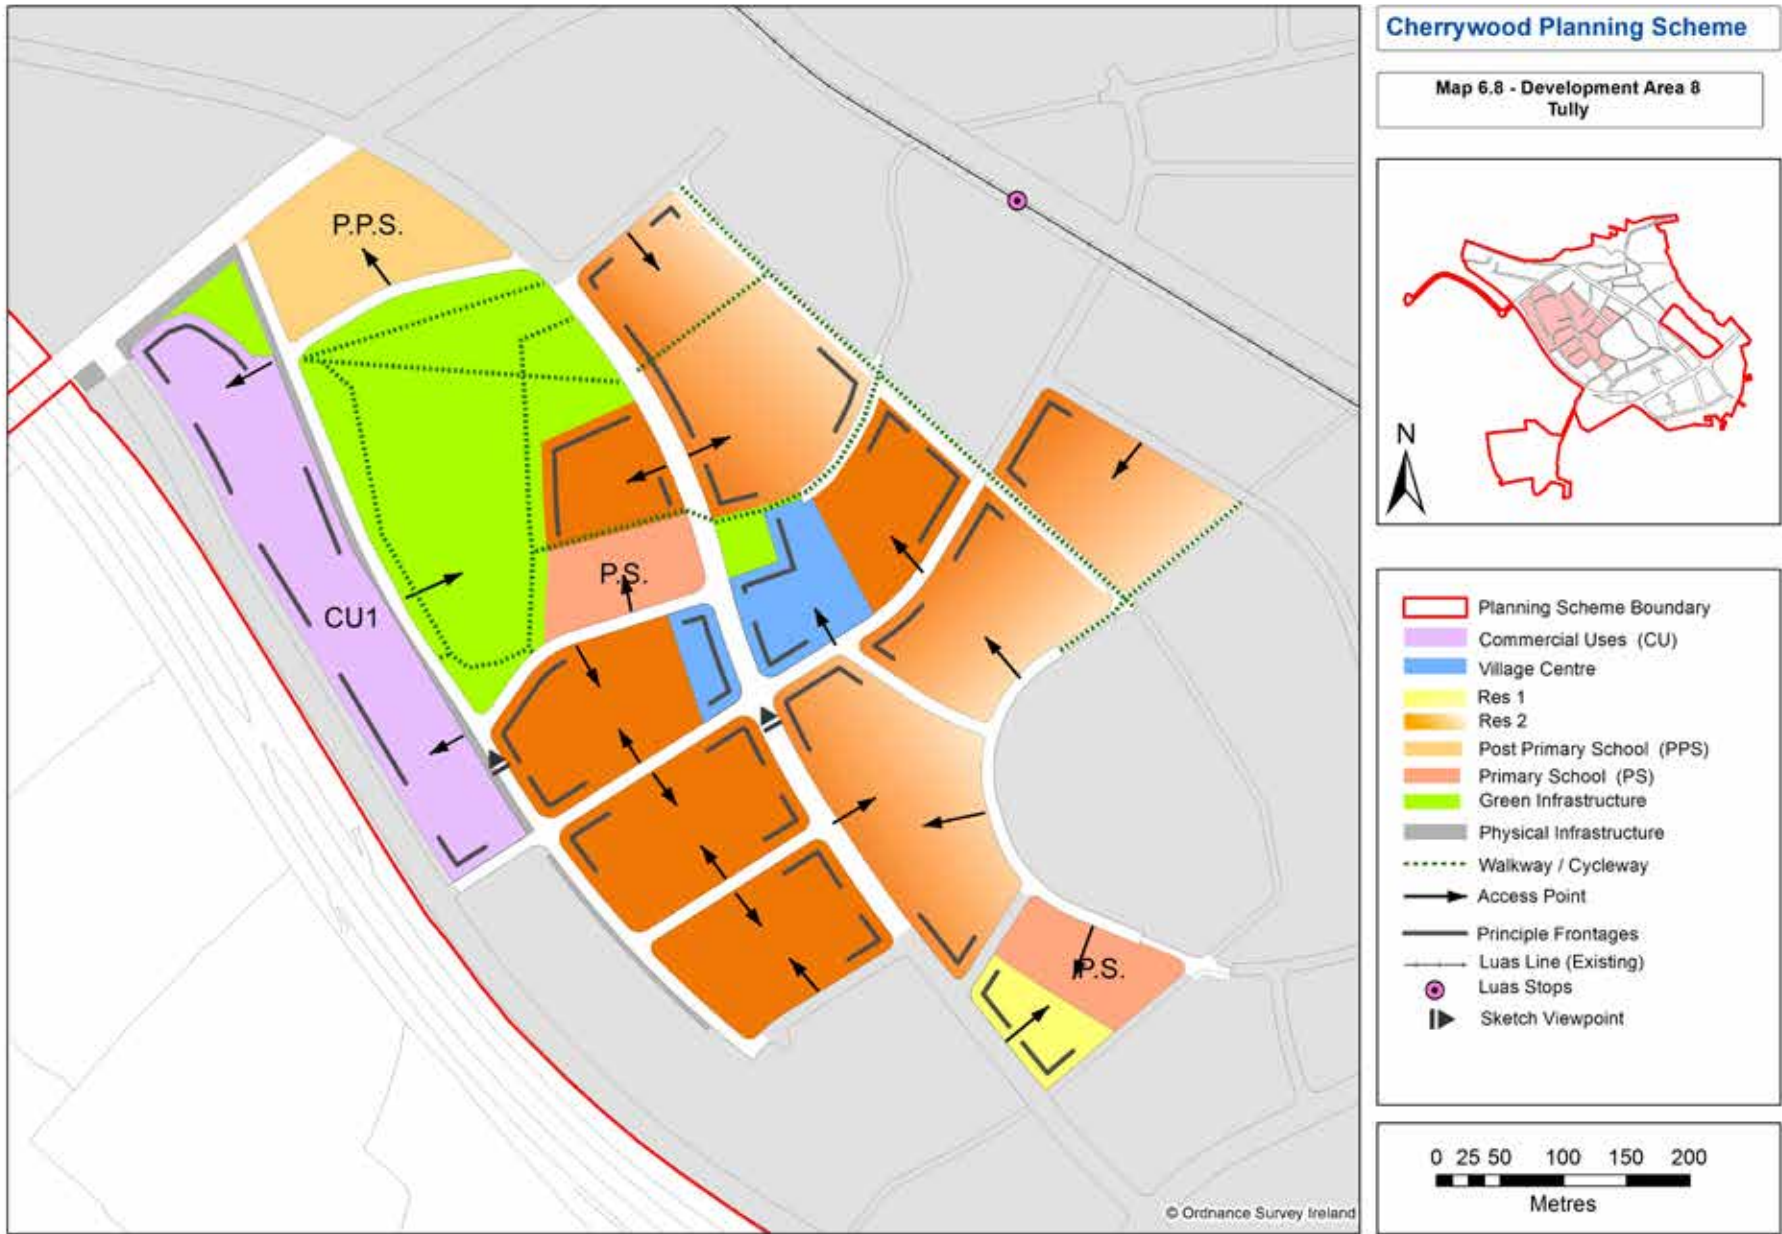 Cherrywood Planning Scheme
Map 6.8 - Development Area 8
Tully
P.P.S.
P.S.
CU1
P.S.
N
Planning Scheme Boundary
Commercial Uses (CU)
Village Centre
Res 1
Res 2
Post Primary School (PPS)
Primary School (PS)
Green Infrastructure
Physical Infrastructure
Walkway / Cycleway
Access Point
Principle Frontages
Luas Line (Existing)
Luas Stops
Sketch Viewpoint
0 25 50 100 150 200
Metres
© Ordnance Survey Ireland